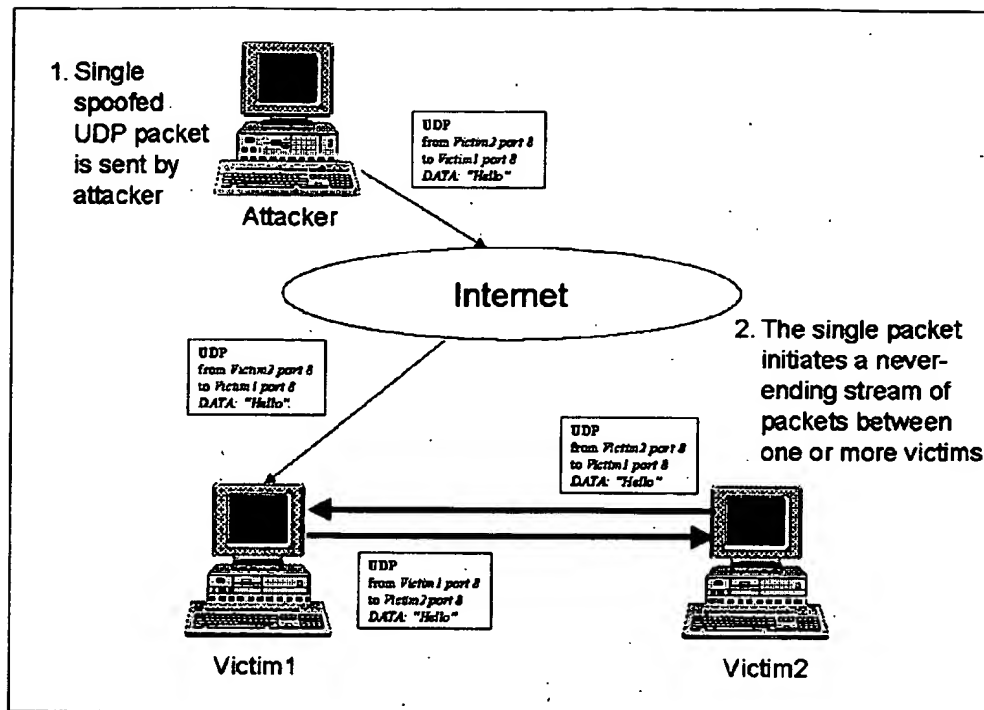 1. Single
spoofed
UDP packet
is sent by
attacker
UDP
from Victim2 port 8
to Victim1 port 8
DATA: "Hello"
Attacker
Internet
UDP
from Victim2 port 8
to Victim1 port 8
DATA: "Hello".
2. The single packet
initiates a never-
ending stream of
packets between
one or more victims
UDP
from Victim2 port 8
to Victim1 port 8
DATA: "Hello"
UDP
from Victim1 port 8
to Victim2 port 8
DATA: "Hello"
Victim1
Victim2